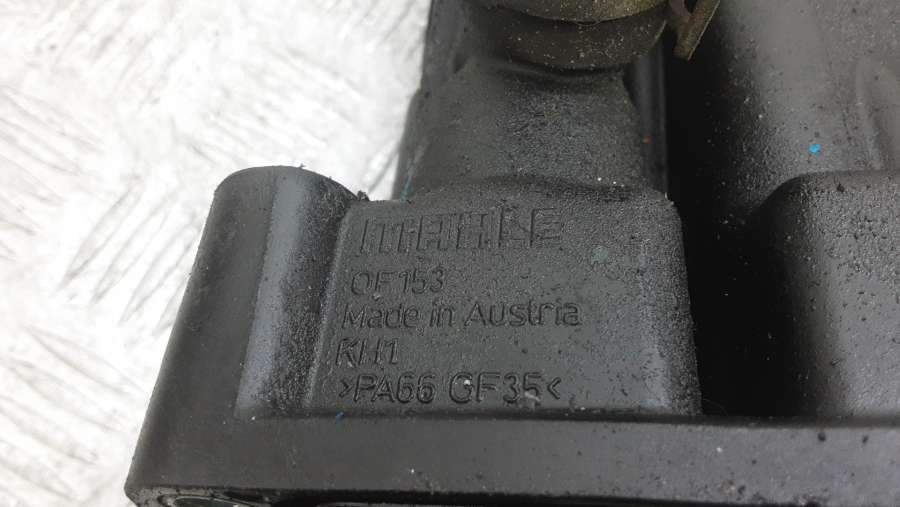 MAHLE
OF153
Made in Austria
KH1
>PA66 GF35<